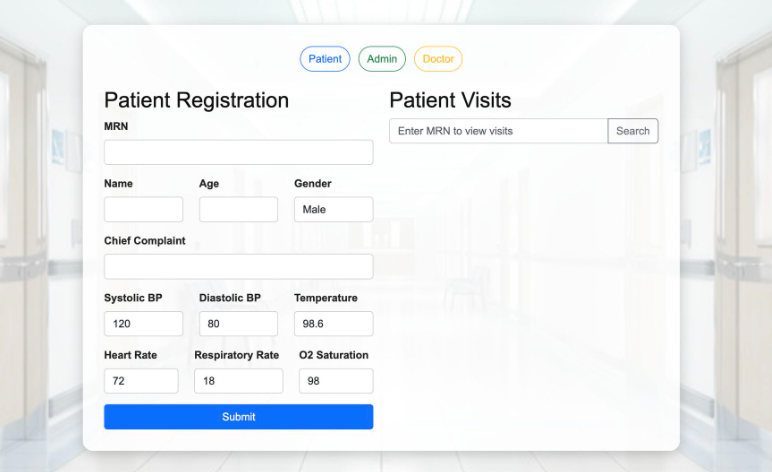 Patient Admin Doctor
Patient Registration
MRN
Name Age Gender
Male
Chief Complaint
Systolic BP Diastolic BP Temperature
120 80 98.6
Heart Rate Respiratory Rate O2 Saturation
72 18 98
Submit
Patient Visits
Enter MRN to view visits Search